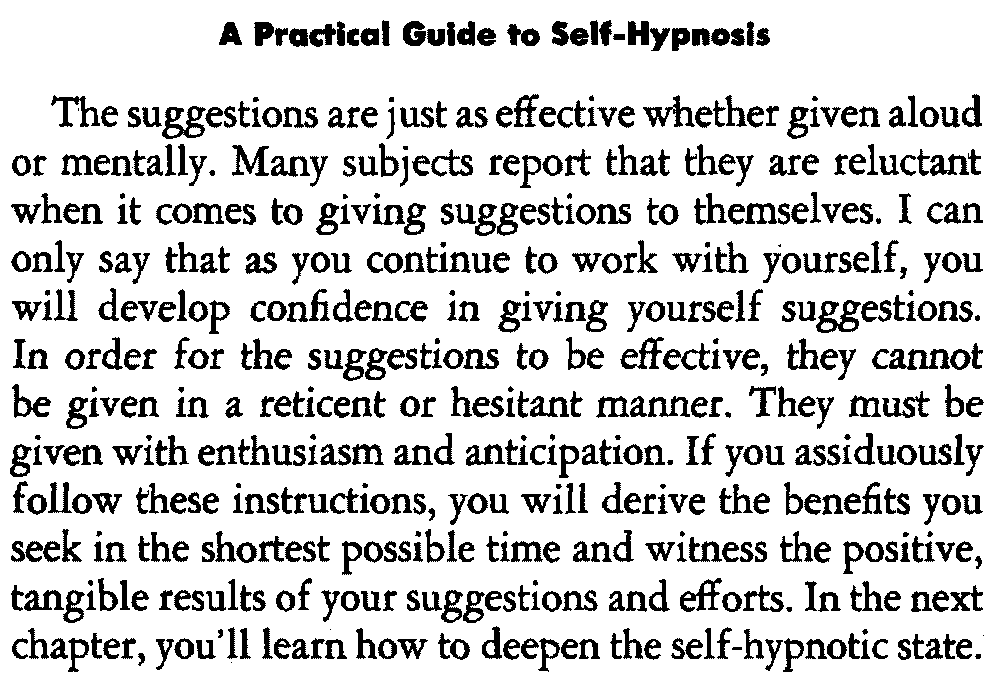 A Practical Guide to Self-Hypnosis
The suggestions are just as effective whether given aloud
or mentally. Many subjects report that they are reluctant
when it comes to giving suggestions to themselves. I can
only say that as you continue to work with yourself, you
will develop confidence in giving yourself suggestions.
In order for the suggestions to be effective, they cannot
be given in a reticent or hesitant manner. They must be
given with enthusiasm and anticipation. If you assiduously
follow these instructions, you will derive the benefits you
seek in the shortest possible time and witness the positive,
tangible results of your suggestions and efforts. In the next
chapter, you'll learn how to deepen the self-hypnotic state.